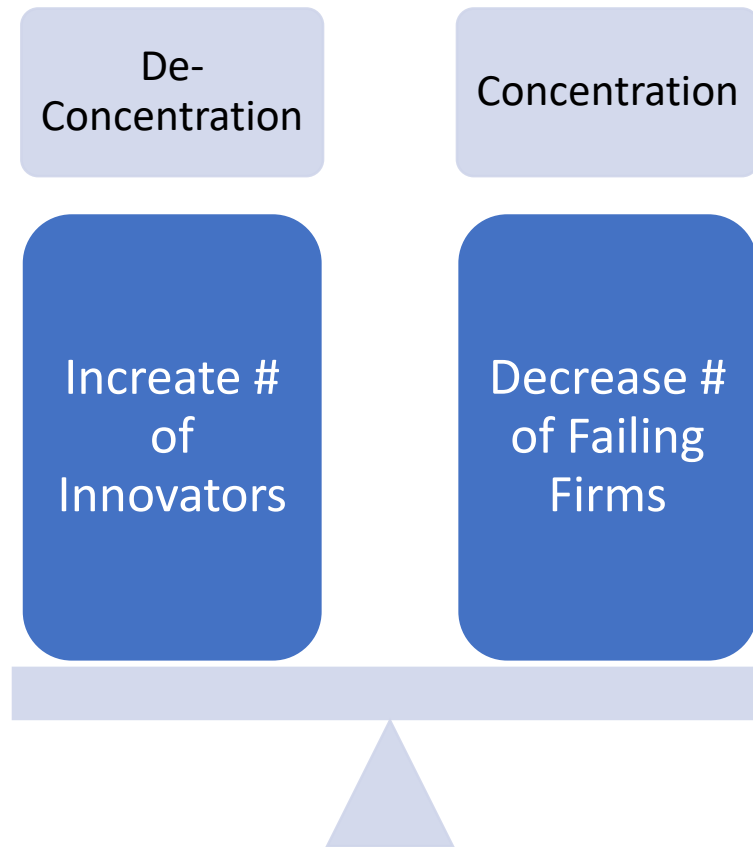 De-
Concentration
Concentration
Increate #
of
Innovators
Decrease #
of Failing
Firms